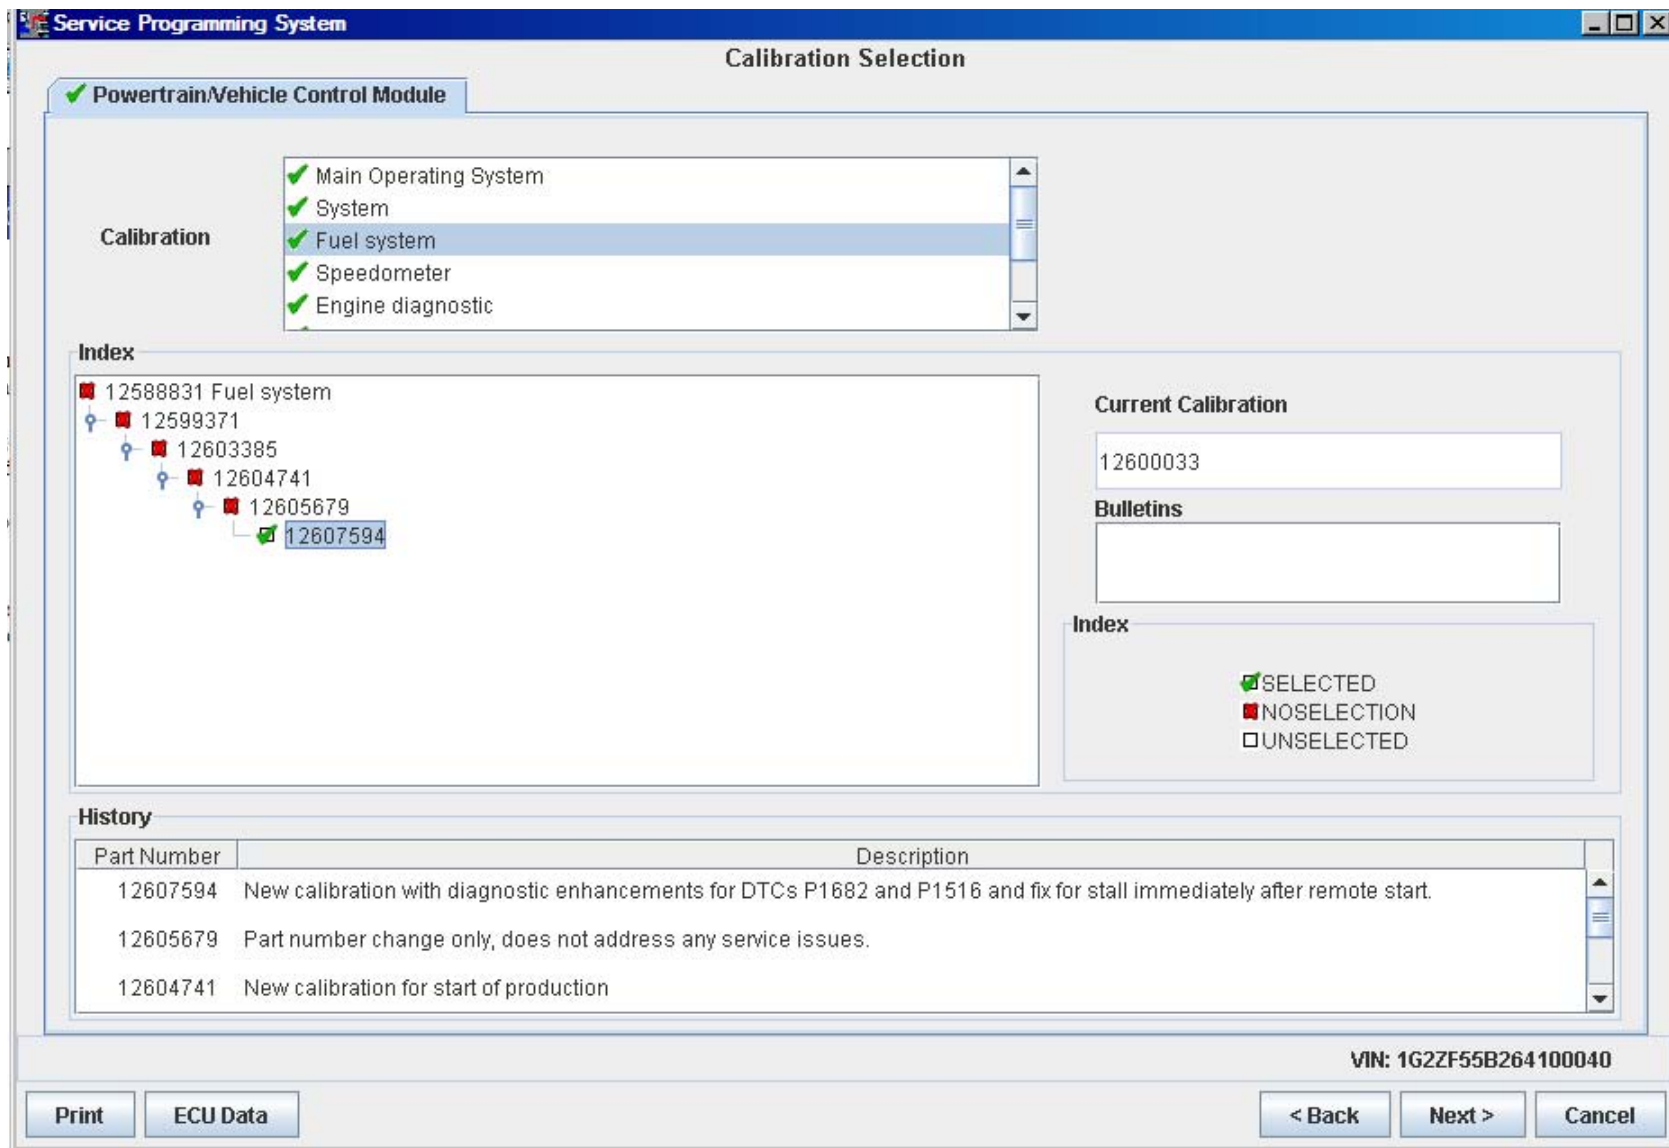 Service Programming System
Calibration Selection
Powertrain/Vehicle Control Module
Calibration
Main Operating System
System
Fuel system
Speedometer
Engine diagnostic
Index
12588831 Fuel system
12599371
12603385
12604741
12605679
12607594
Current Calibration
12600033
Bulletins
Index
SELECTED
NOSELECTION
UNSELECTED
History
Part Number Description
12607594 New calibration with diagnostic enhancements for DTCs P1682 and P1516 and fix for stall immediately after remote start.
12605679 Part number change only, does not address any service issues.
12604741 New calibration for start of production
VIN: 1G2ZF55B264100040
Print ECU Data < Back Next > Cancel